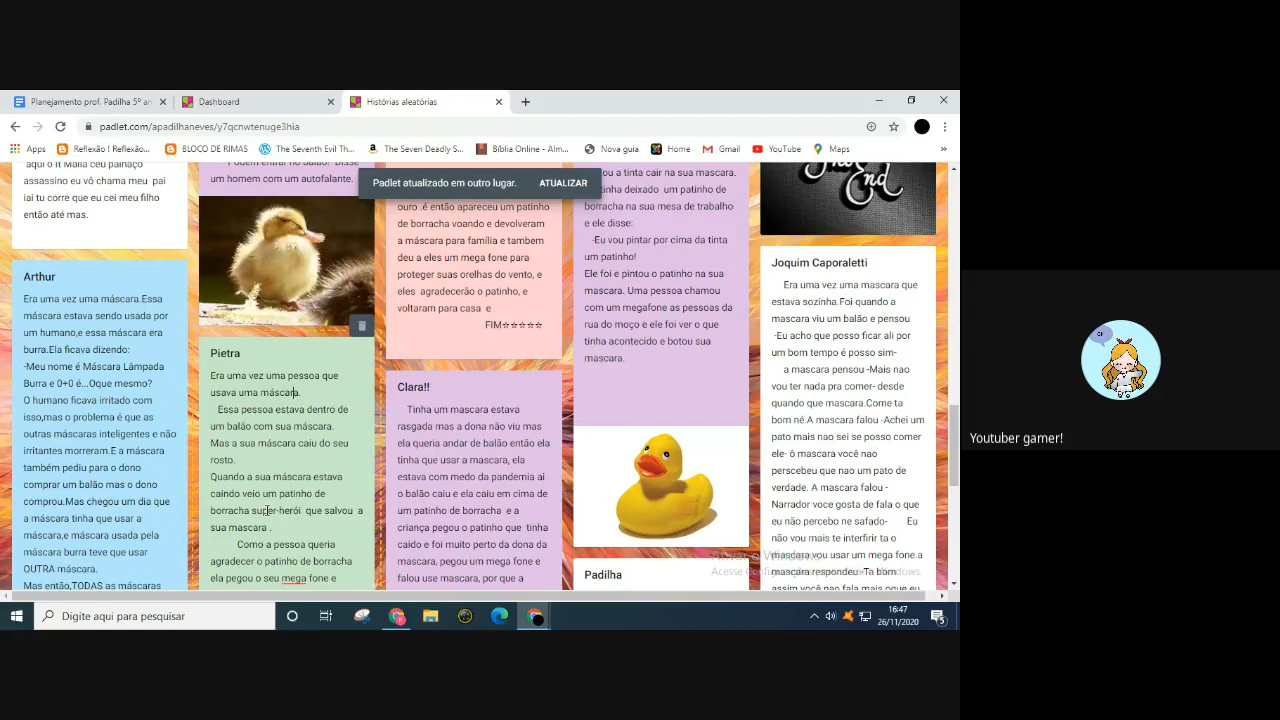 Planejamento prof. Padilha 5º an
Dashboard
Histórias aleatórias
padlet.com/apadilhaneves/y7qcnwtenuge3hia
Apps
Reflexão ! Reflexão...
BLOCO DE RIMAS
The Seventh Evil Th...
The Seven Deadly S...
Bíblia Online - Alm...
Nova guia
Home
Gmail
YouTube
Maps
»
Padlet atualizado em outro lugar.
ATUALIZAR
assassino eu vô chama meu pai
iai tu corre que eu cei meu filho
então até mas.
Arthur
Era uma vez uma máscara.Essa
máscara estava sendo usada por
um humano,e essa máscara era
burra.Ela ficava dizendo:
-Meu nome é Máscara Lâmpada
Burra e 0+0 é...Oque mesmo?
O humano ficava irritado com
isso,mas o problema é que as
outras máscaras inteligentes e não
irritantes morreram.E a máscara
também pediu para o dono
comprar um balão mas o dono
comprou.Mas chegou um dia que
a máscara tinha que usar a
máscara,e máscara usada pela
máscara burra teve que usar
OUTRA máscara.
Mas então,TODAS as máscaras
um homem com um autofalante.
Pietra
Era uma vez uma pessoa que
usava uma máscara.
Essa pessoa estava dentro de
um balão com sua máscara.
Mas a sua máscara caiu do seu
rosto.
Quando a sua máscara estava
caindo veio um patinho de
borracha super-herói que salvou a
sua mascara .
Como a pessoa queria
agradecer o patinho de borracha
ela pegou o seu mega fone e
ouro .é então apareceu um patinho
de borracha voando e devolveram
a máscara para família e tambem
deu a eles um mega fone para
proteger suas orelhas do vento, e
eles agradecerão o patinho, e
voltaram para casa e
FIM☆☆☆☆☆
Clara!!
Tinha um mascara estava
rasgada mas a dona não viu mas
ela queria andar de balão então ela
tinha que usar a mascara, ela
estava com medo da pandemia ai
o balão caiu e ela caiu em cima de
um patinho de borracha e a
criança pegou o patinho que tinha
caido e foi muito perto da dona da
mascara, pegou um mega fone e
falou use mascara, por que a
a tinta cair na sua mascara.
tinha deixado um patinho de
borracha na sua mesa de trabalho
e ele disse:
-Eu vou pintar por cima da tinta
um patinho!
Ele foi e pintou o patinho na sua
mascara. Uma pessoa chamou
com um megafone as pessoas da
rua do moço e ele foi ver o que
tinha acontecido e botou sua
mascara.
Padilha
End
Joquim Caporaletti
Era uma vez uma mascara que
estava sozinha.Foi quando a
mascara viu um balão e pensou
-Eu acho que posso ficar ali por
um bom tempo é posso sim-
a mascara pensou -Mais nao
vou ter nada pra comer- desde
quando que mascara.Come ta
bom né.A mascara falou -Achei um
pato mais nao sei se posso comer
ele- ô mascara você nao
perscebeu que nao um pato de
verdade. A mascara falou -
Narrador voce gosta de fala o que
eu não percebo ne safado- Eu
não vou mais te interfirir ta o
mascara.vou usar um mega fone.a
mascara respondeu -Ta bom
assim você nao fala mais oque eu
Ativar o Windows
Acesse Configurações para ativar o Windows.
Youtuber gamer!
Digite aqui para pesquisar
16:47
26/11/2020
5